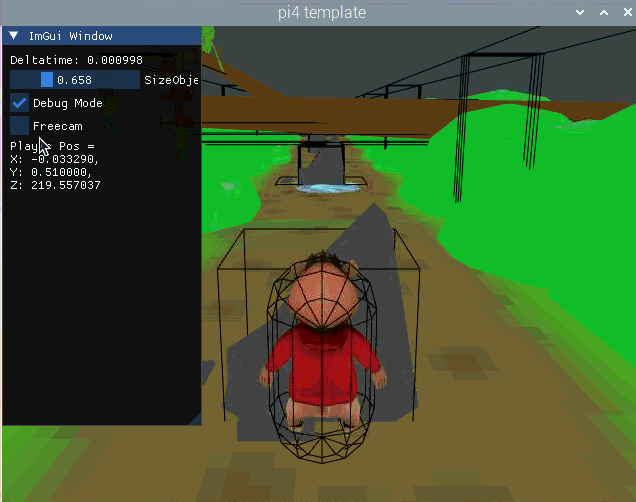 pi4 template
ImGui Window
Deltatime: 0.000998
0.658 SizeObje
Debug Mode
Freecam
Pos =
X: -0.033290,
Y: 0.510000,
Z: 219.557037